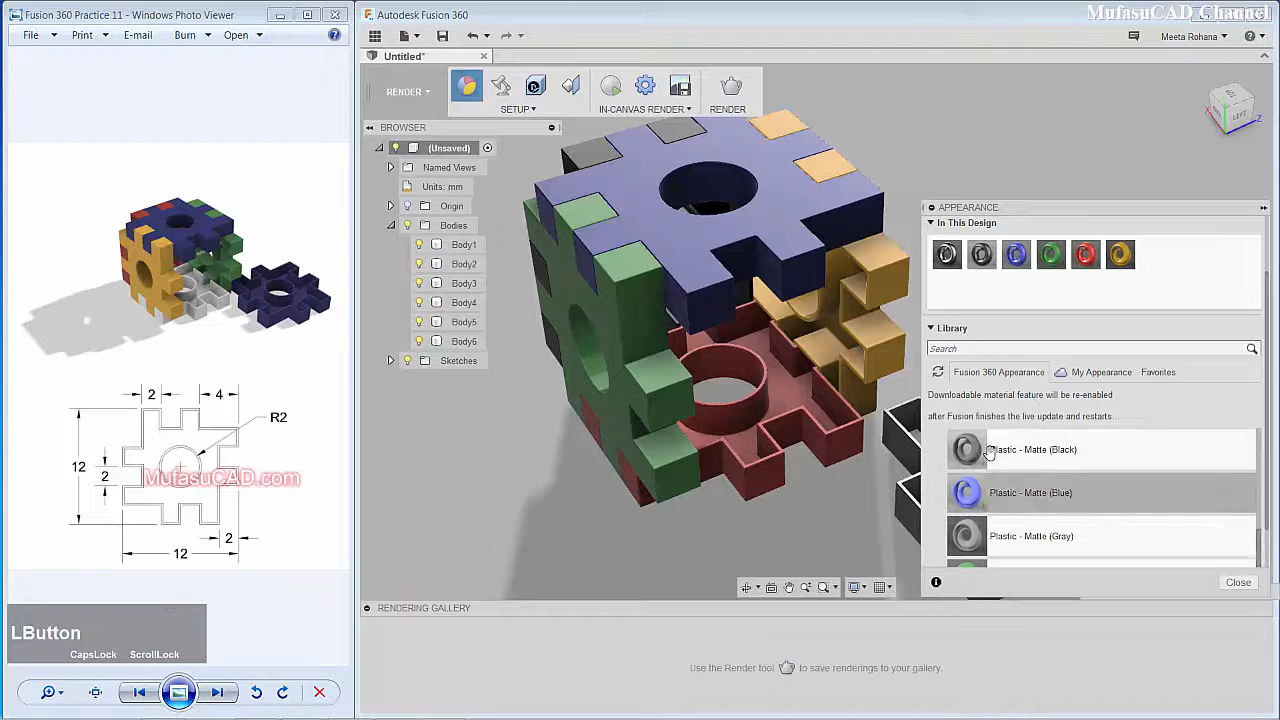 Fusion 360 Practice 11 - Windows Photo Viewer
File Print E-mail Burn Open
2 4
R2
12
2
MufasuCAD.com
2
12
LButton
CapsLock ScrollLock
Autodesk Fusion 360
MufasuCAD Channel
Meeta Rohana
Untitled*
RENDER
SETUP IN-CANVAS RENDER RENDER
BROWSER
(Unsaved)
Named Views
Units: mm
Origin
Bodies
Body1
Body2
Body3
Body4
Body5
Body6
Sketches
LEFT
X
Z
APPEARANCE
In This Design
Library
Search
Fusion 360 Appearance My Appearance Favorites
Downloadable material feature will be re-enabled
after Fusion finishes the live update and restarts...
Plastic - Matte (Black)
Plastic - Matte (Blue)
Plastic - Matte (Gray)
Close
RENDERING GALLERY
Use the Render tool to save renderings to your gallery.